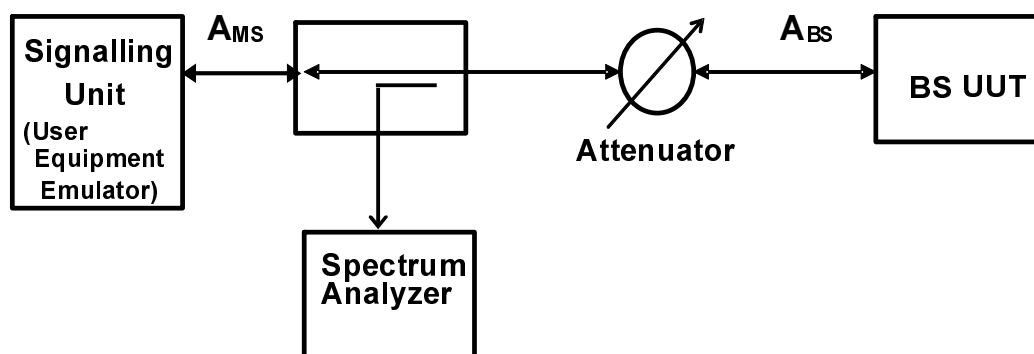 Signalling
Unit
(User
Equipment
Emulator)
AMS
Attenuator
ABS
BS UUT
Spectrum
Analyzer